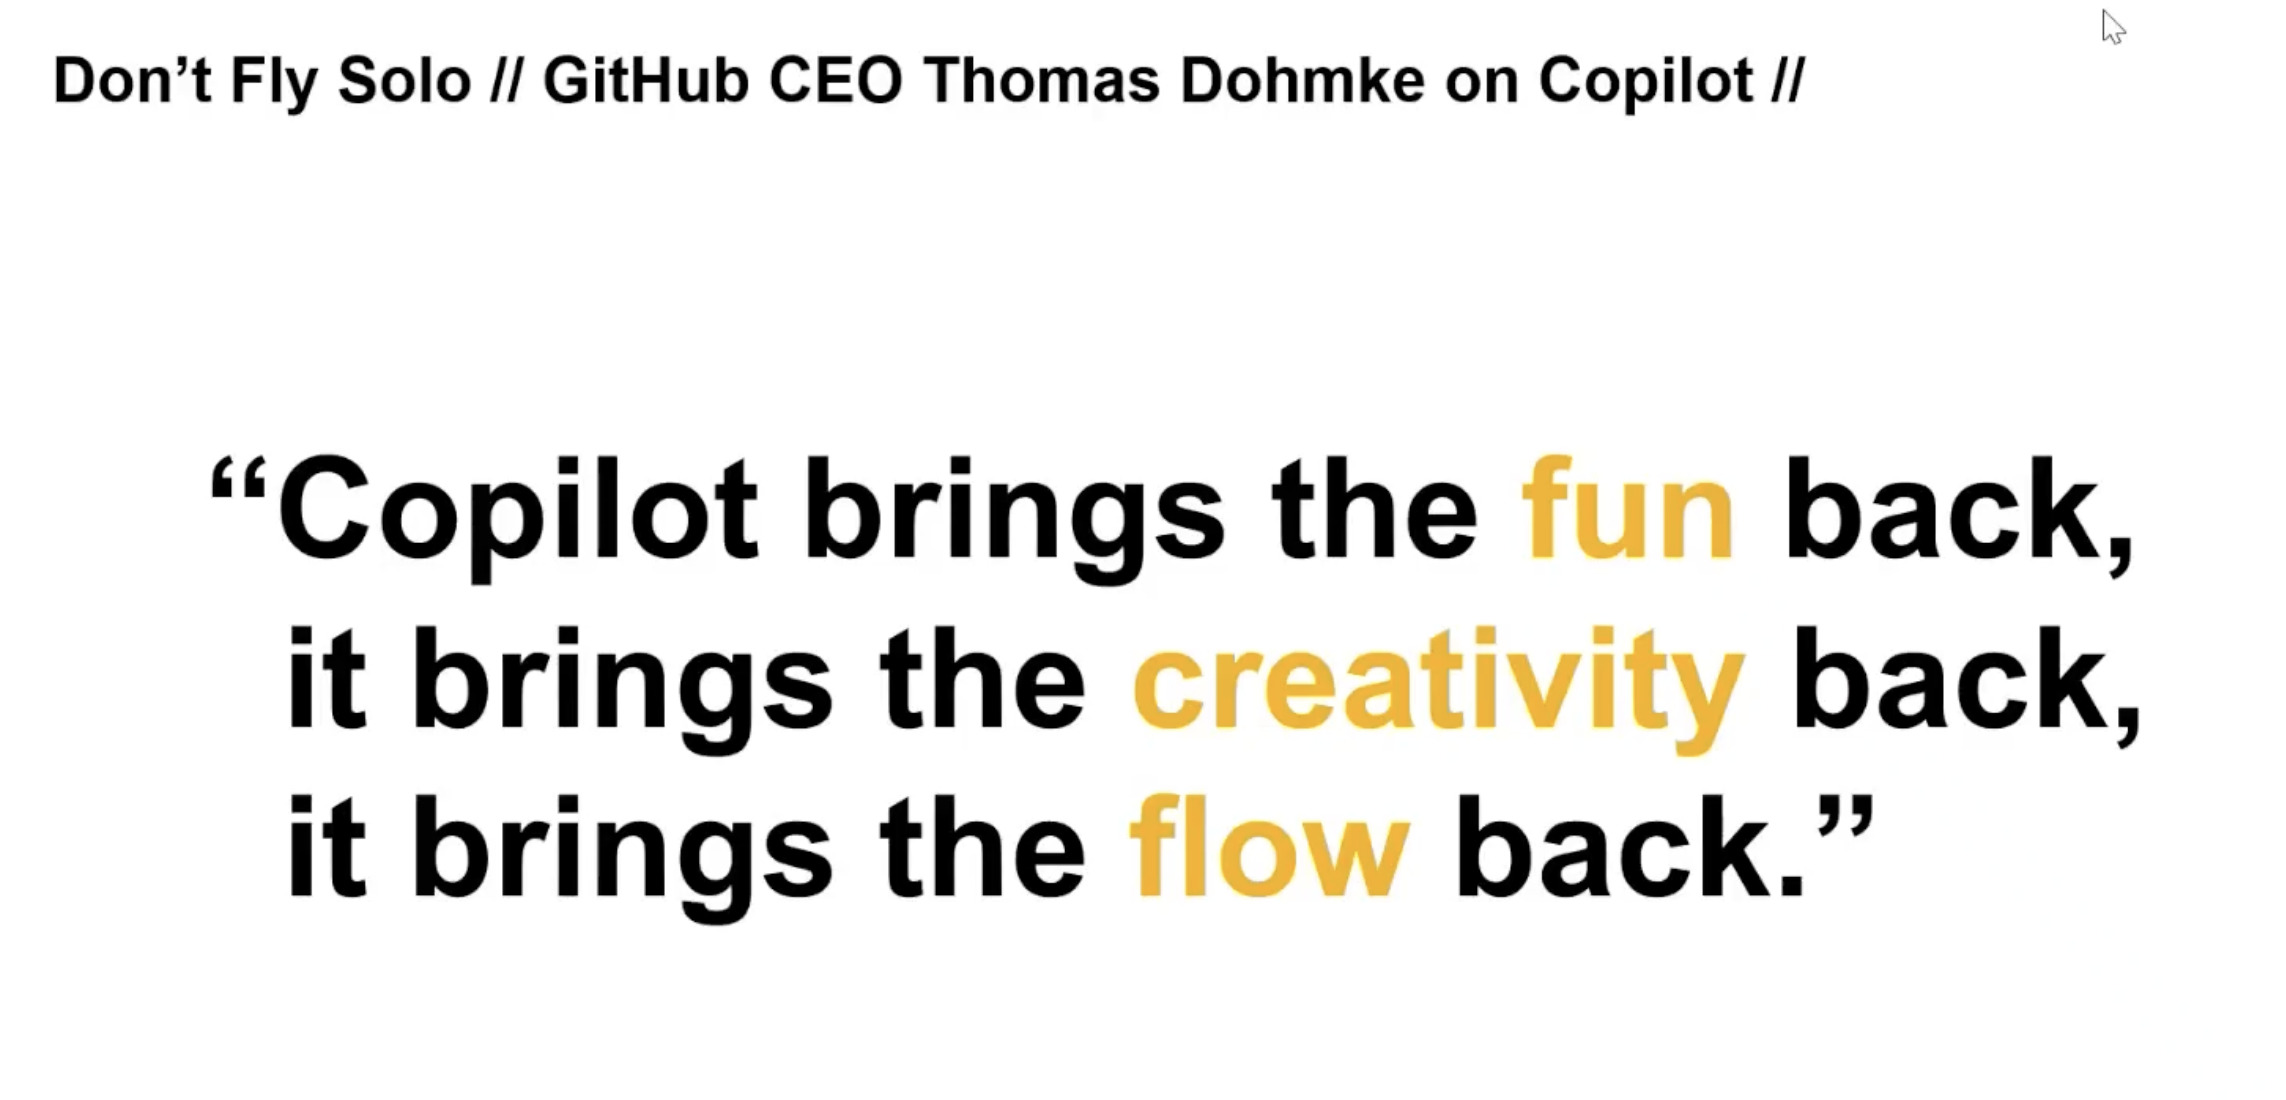 Don’t Fly Solo // GitHub CEO Thomas Dohmke on Copilot //
“Copilot brings the fun back,
it brings the creativity back,
it brings the flow back.”